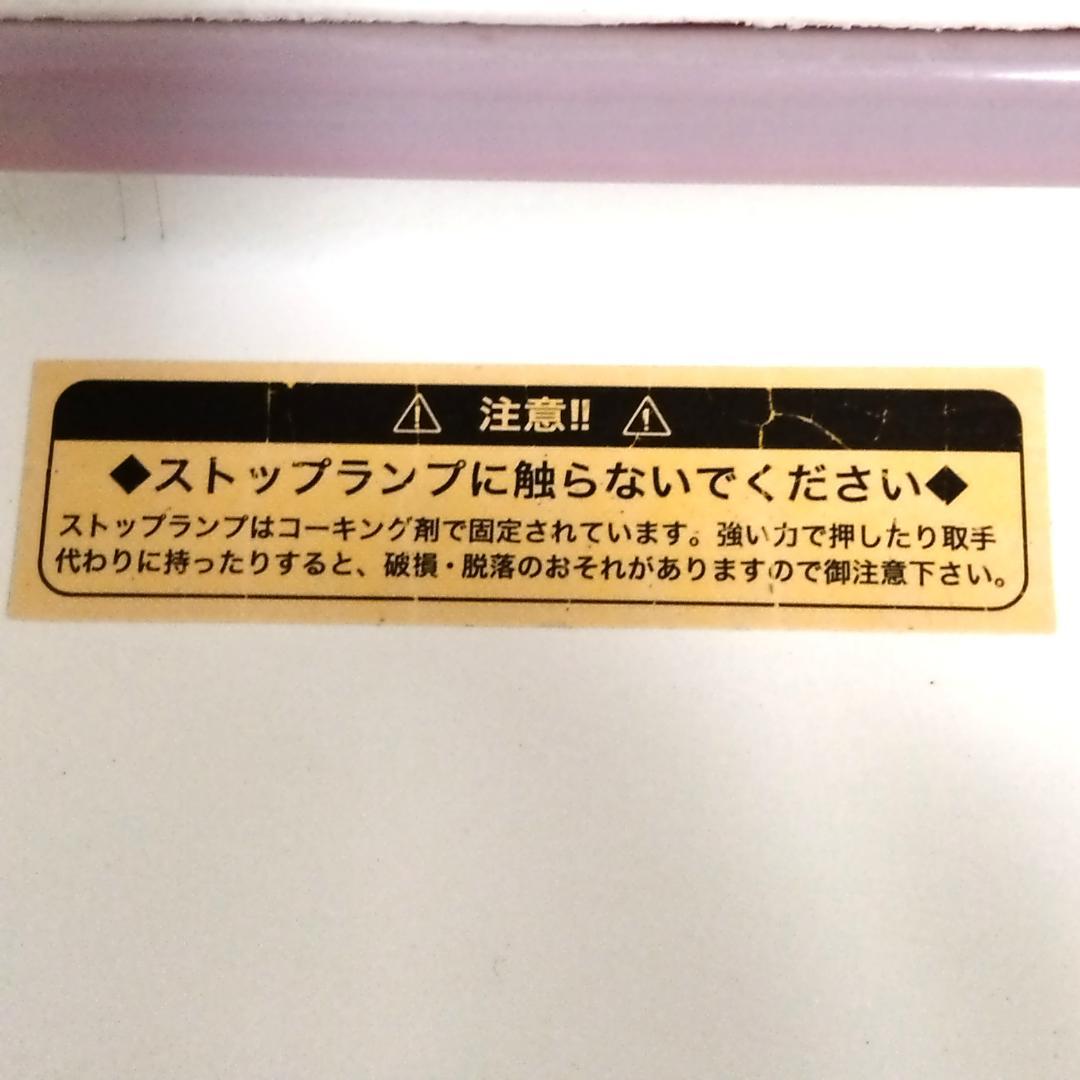 ⚠ 注意!! ⚠
◆ストップランプに触らないでください◆
ストップランプはコーキング剤で固定されています。強い力で押したり取手
代わりに持ったりすると、破損・脱落のおそれがありますので御注意下さい。